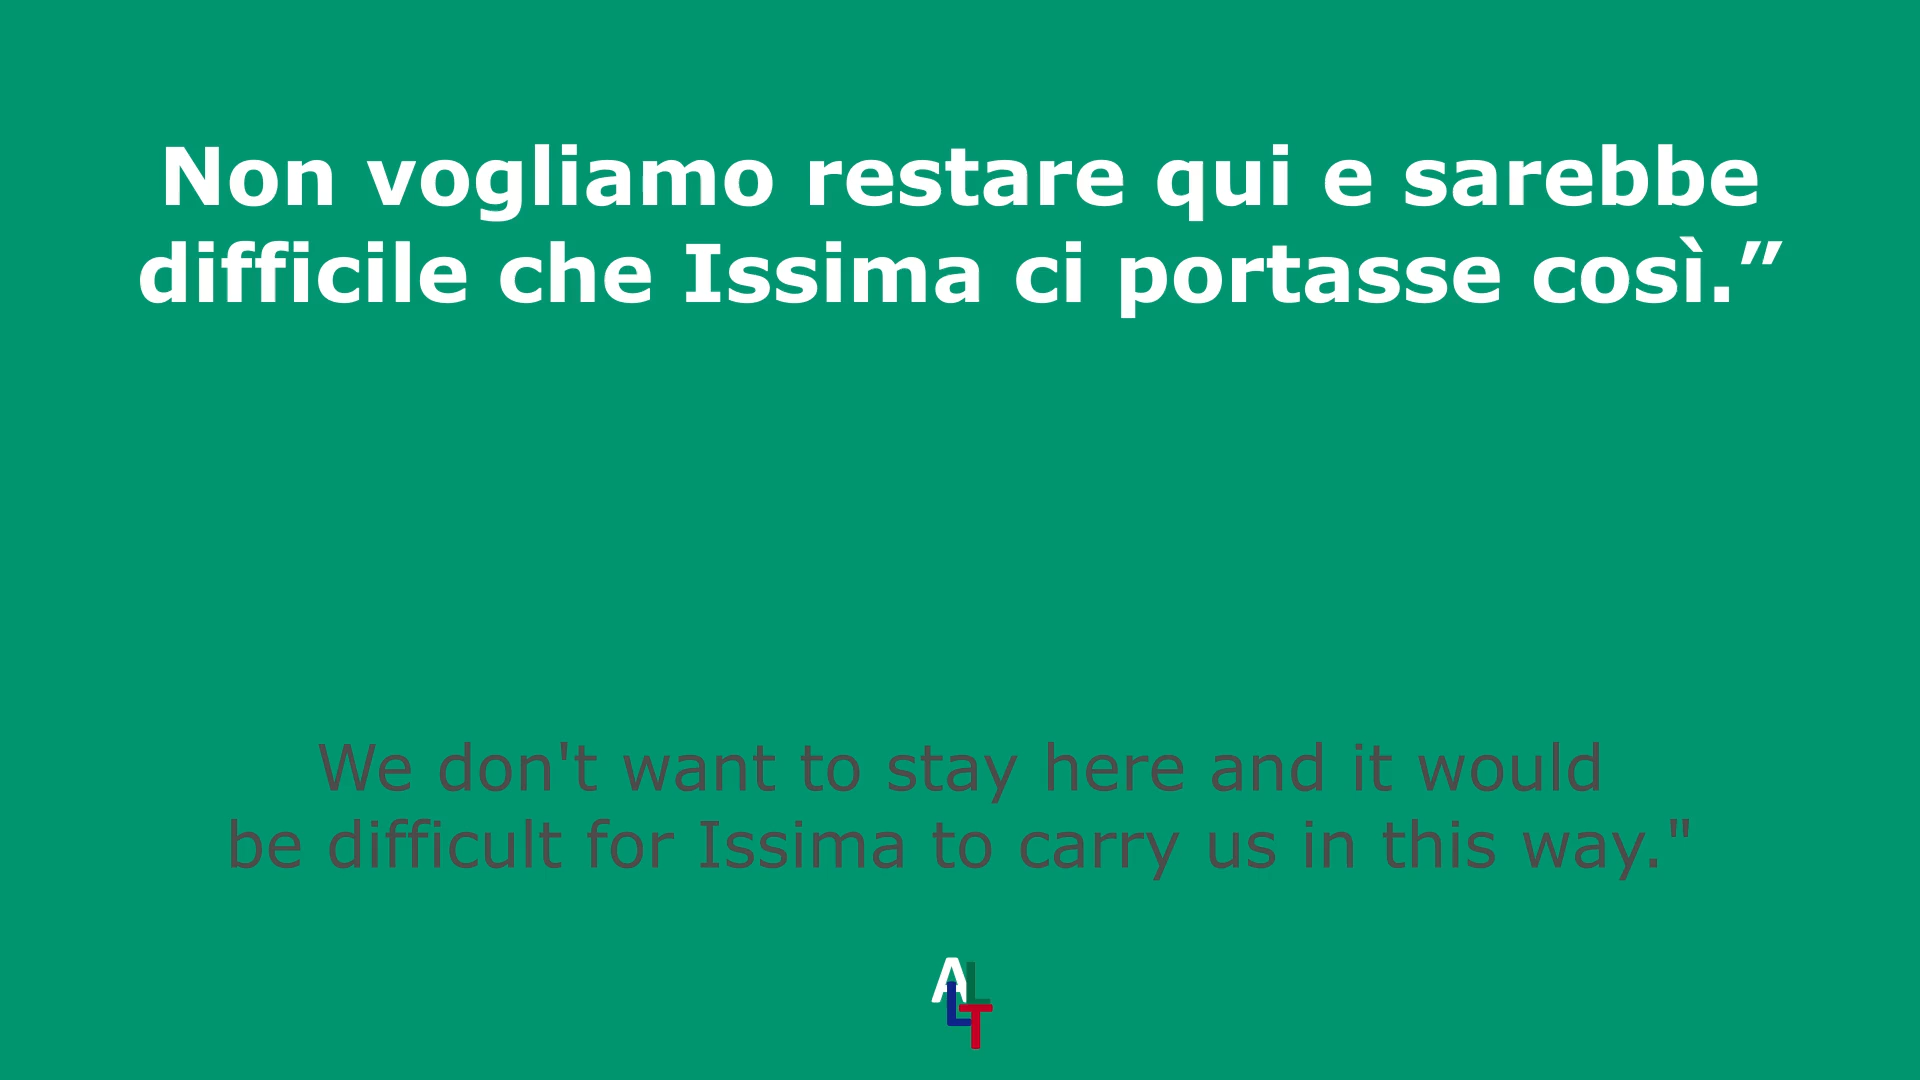 Non vogliamo restare qui e sarebbe
difficile che Issima ci portasse così.”
We don't want to stay here and it would
be difficult for Issima to carry us in this way."
ALLT